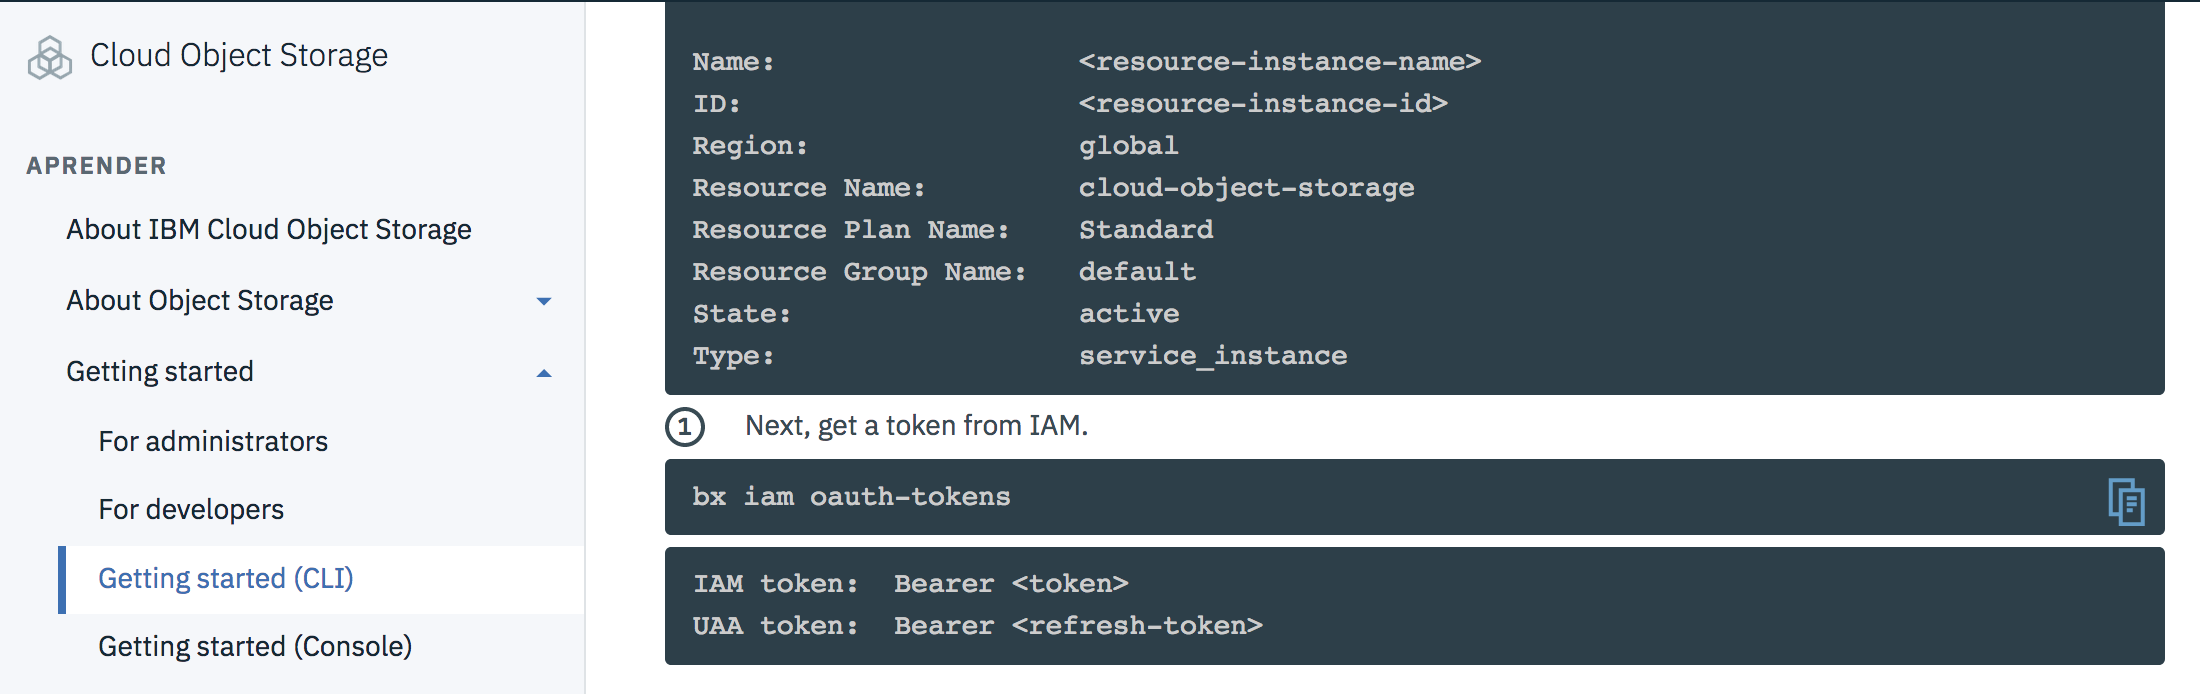 Cloud Object Storage
APRENDER
About IBM Cloud Object Storage
About Object Storage
Getting started
For administrators
For developers
Getting started (CLI)
Getting started (Console)
Name: <resource-instance-name>
ID: <resource-instance-id>
Region: global
Resource Name: cloud-object-storage
Resource Plan Name: Standard
Resource Group Name: default
State: active
Type: service_instance
1 Next, get a token from IAM.
bx iam oauth-tokens
IAM token: Bearer <token>
UAA token: Bearer <refresh-token>